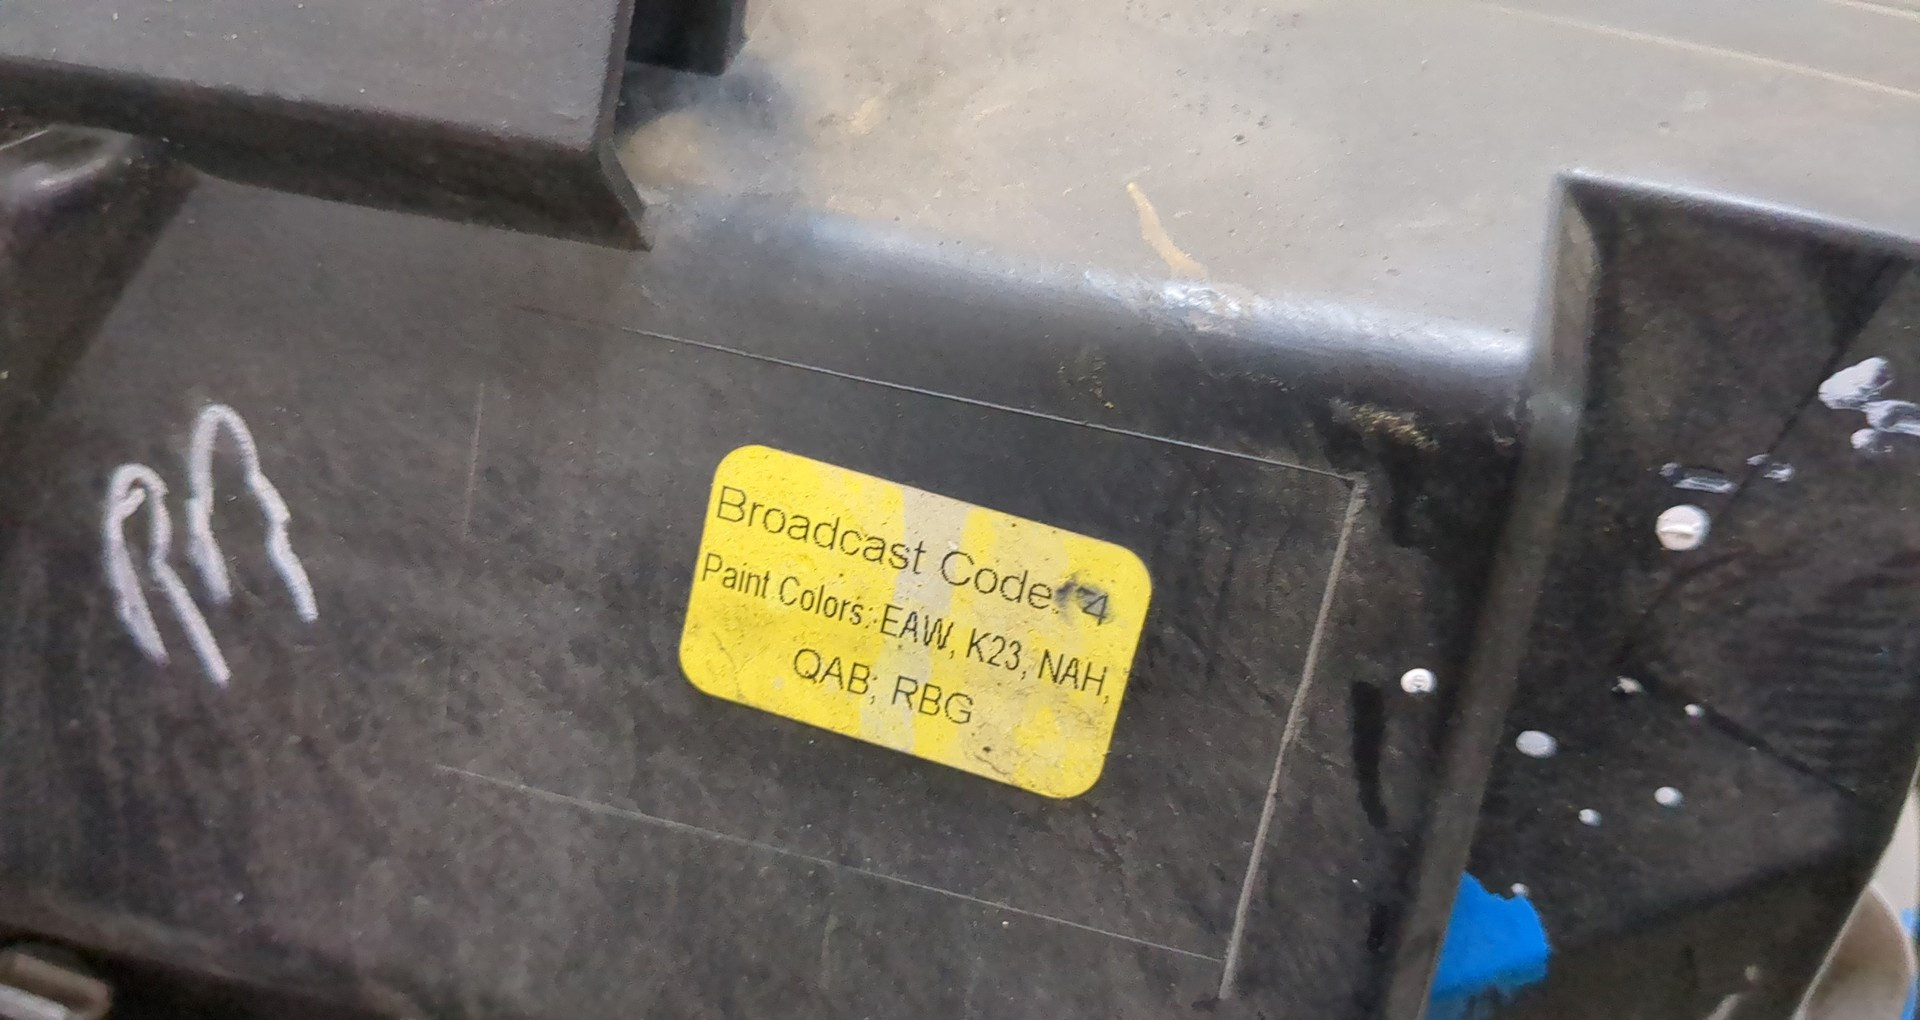 Broadcast Code:
Paint Colors: EAW, K23, NAH,
QAB, RBG